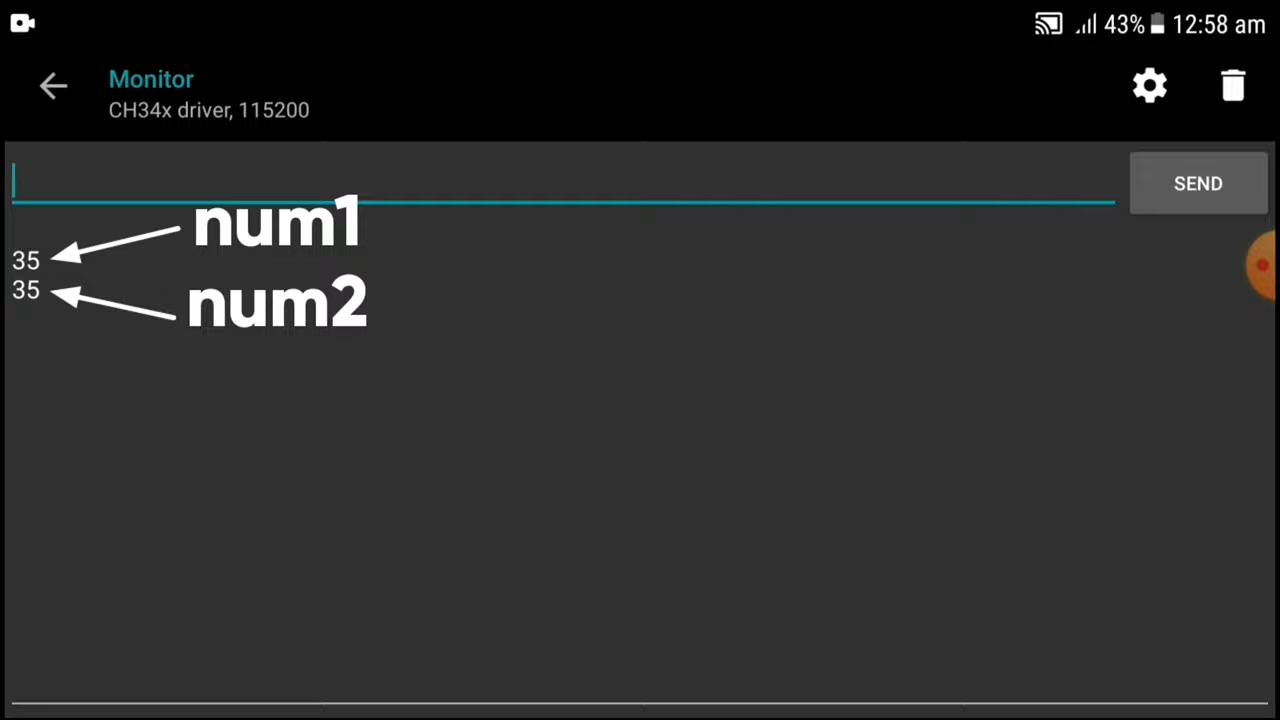 43% 12:58 am
Monitor
CH34x driver, 115200
SEND
num1
35
35
num2